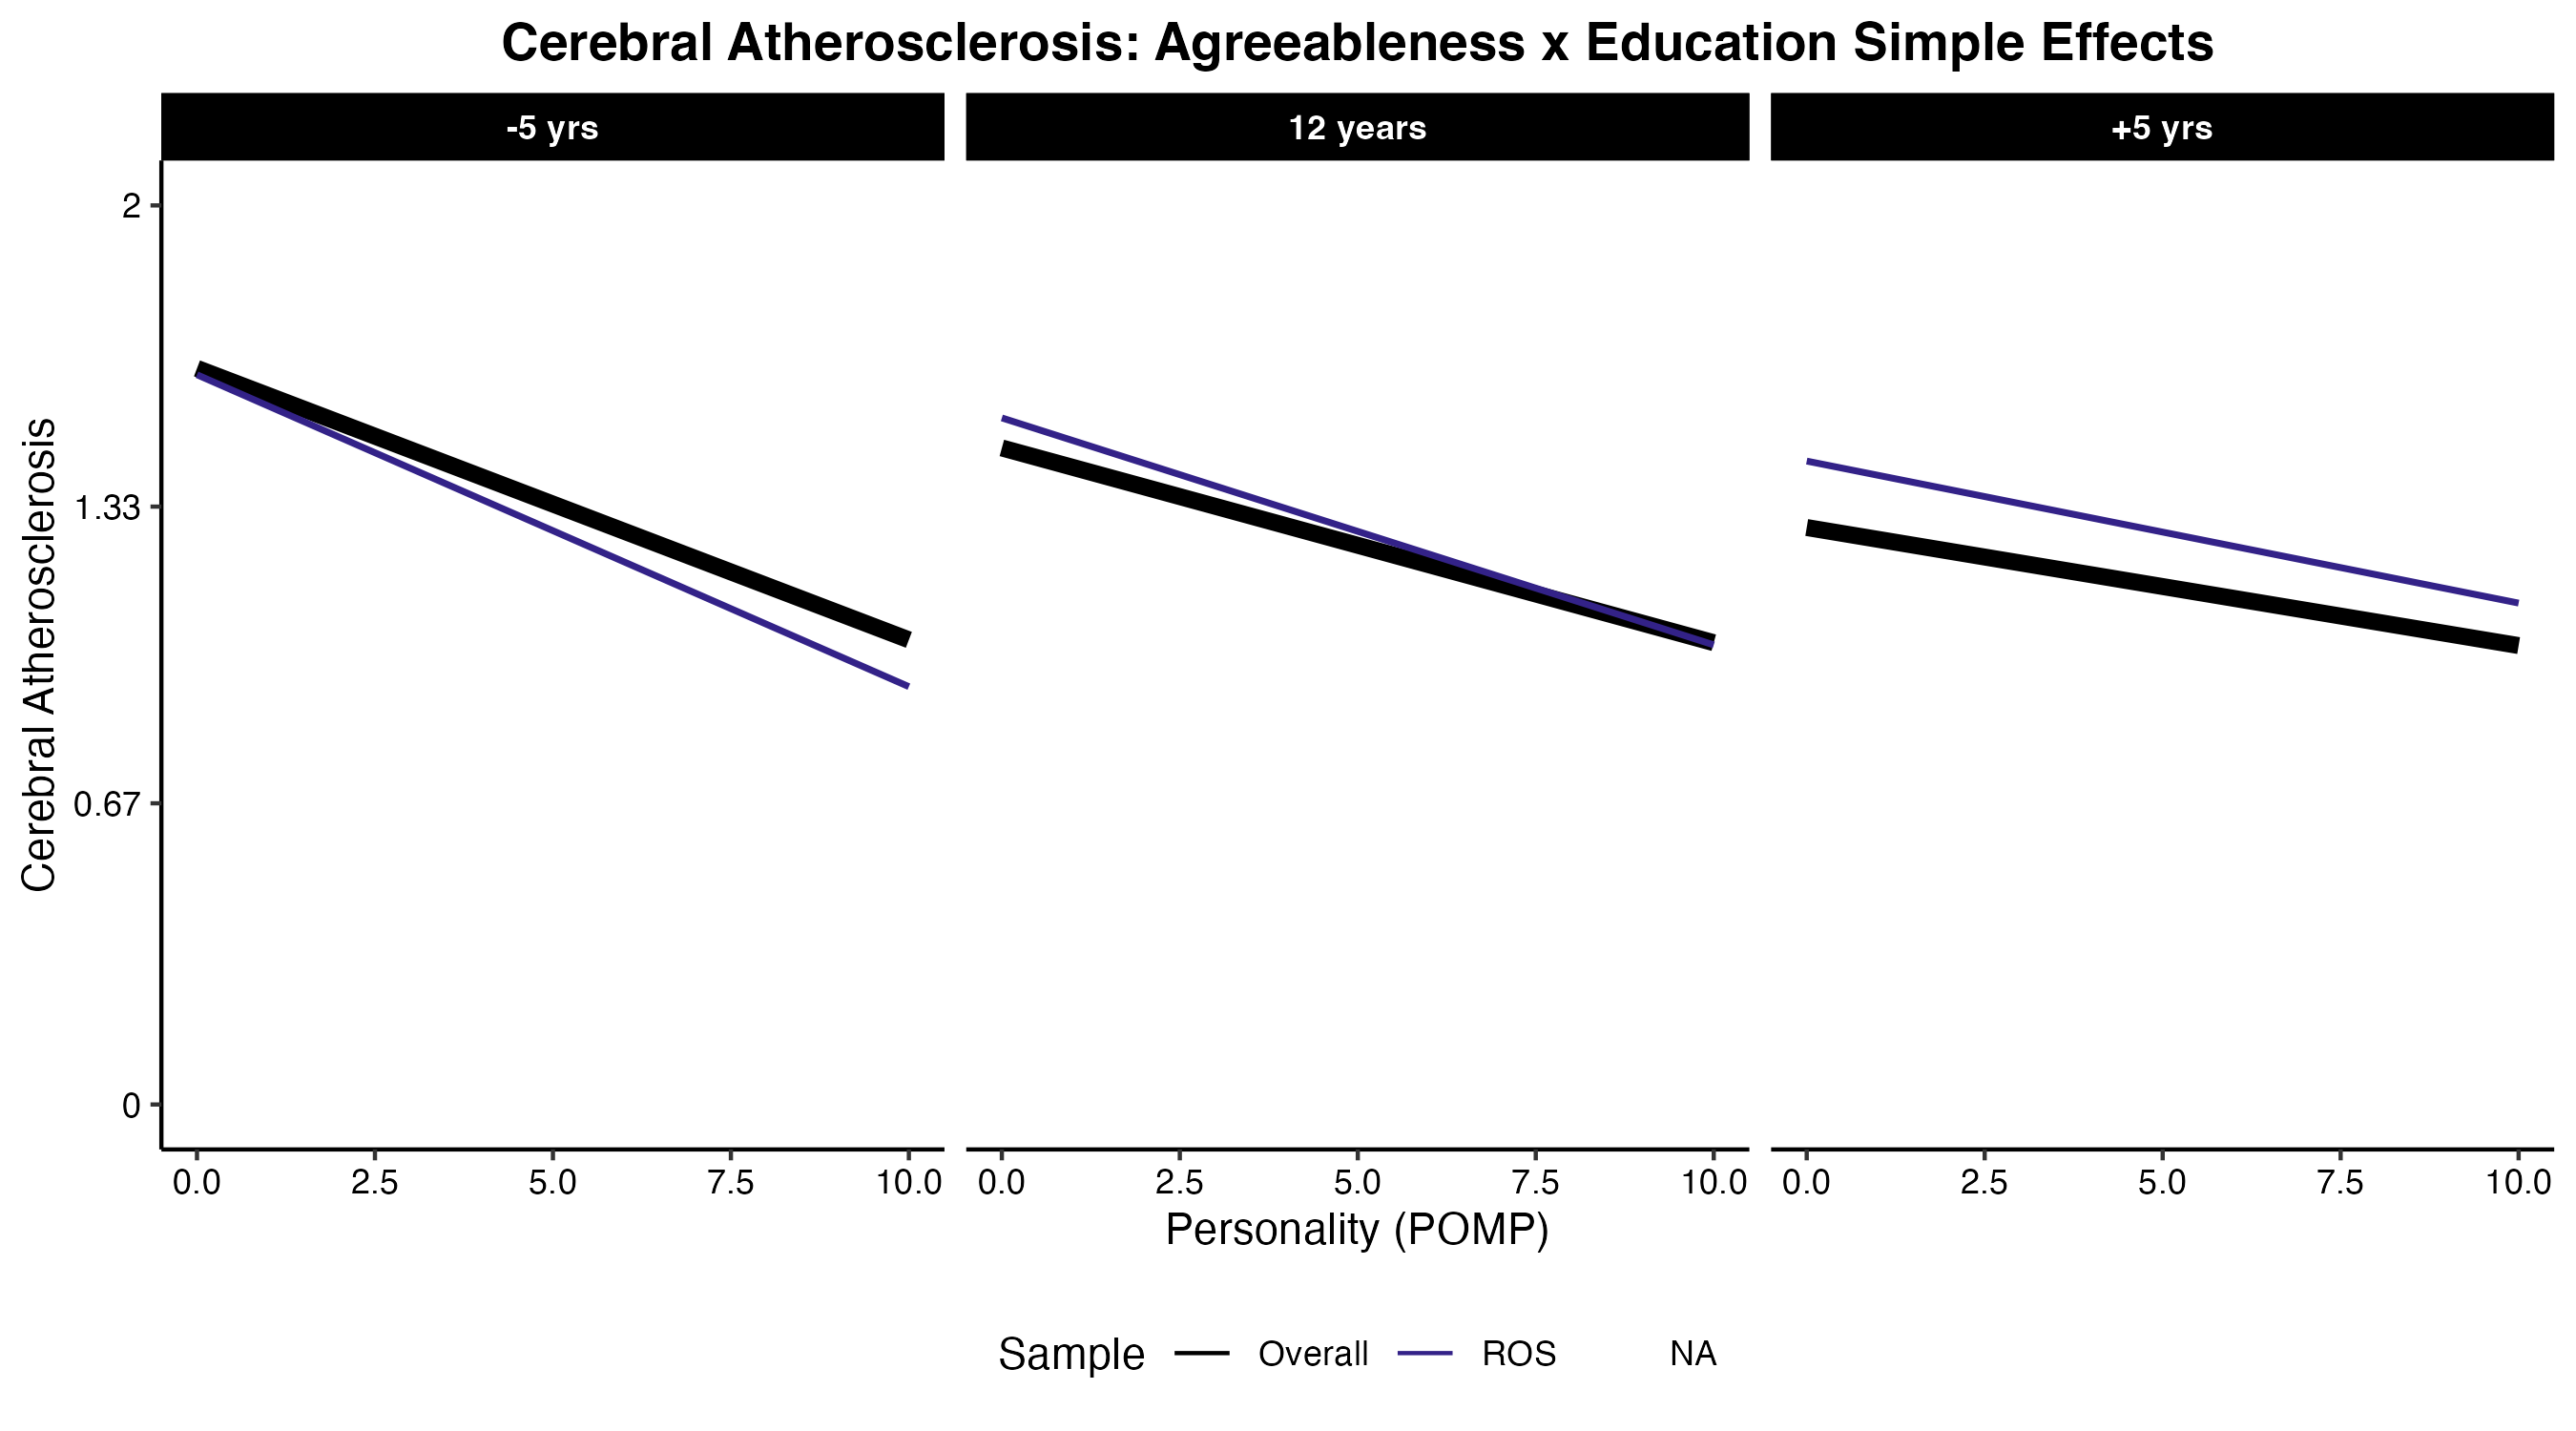 Cerebral Atherosclerosis: Agreeableness x Education Simple Effects
-5 yrs
12 years
+5 yrs
Cerebral Atherosclerosis
2
1.33
0.67
0
0.0 2.5 5.0 7.5 10.0
0.0 2.5 5.0 7.5 10.0
0.0 2.5 5.0 7.5 10.0
Personality (POMP)
Sample Overall ROS NA